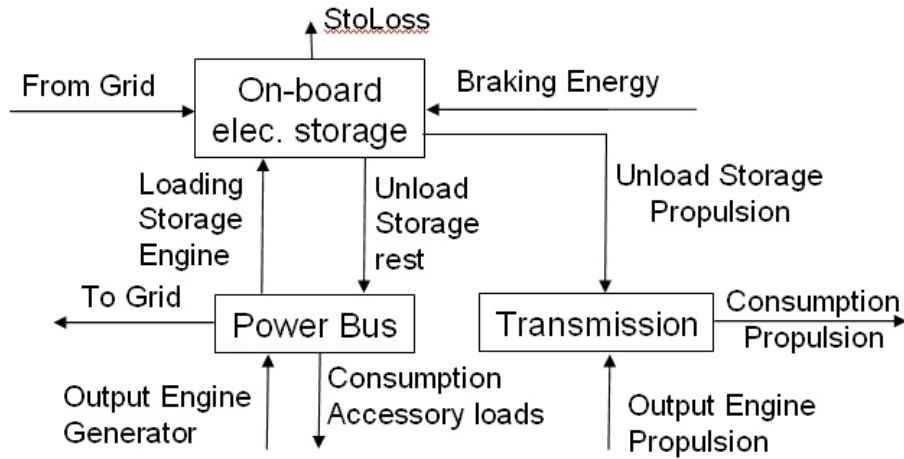 StoLoss
From Grid
On-board
elec. storage
Braking Energy
Loading
Storage
Engine
Unload
Storage
rest
Unload Storage
Propulsion
To Grid
Power Bus
Transmission
Consumption
Propulsion
Output Engine
Generator
Consumption
Accessory loads
Output Engine
Propulsion